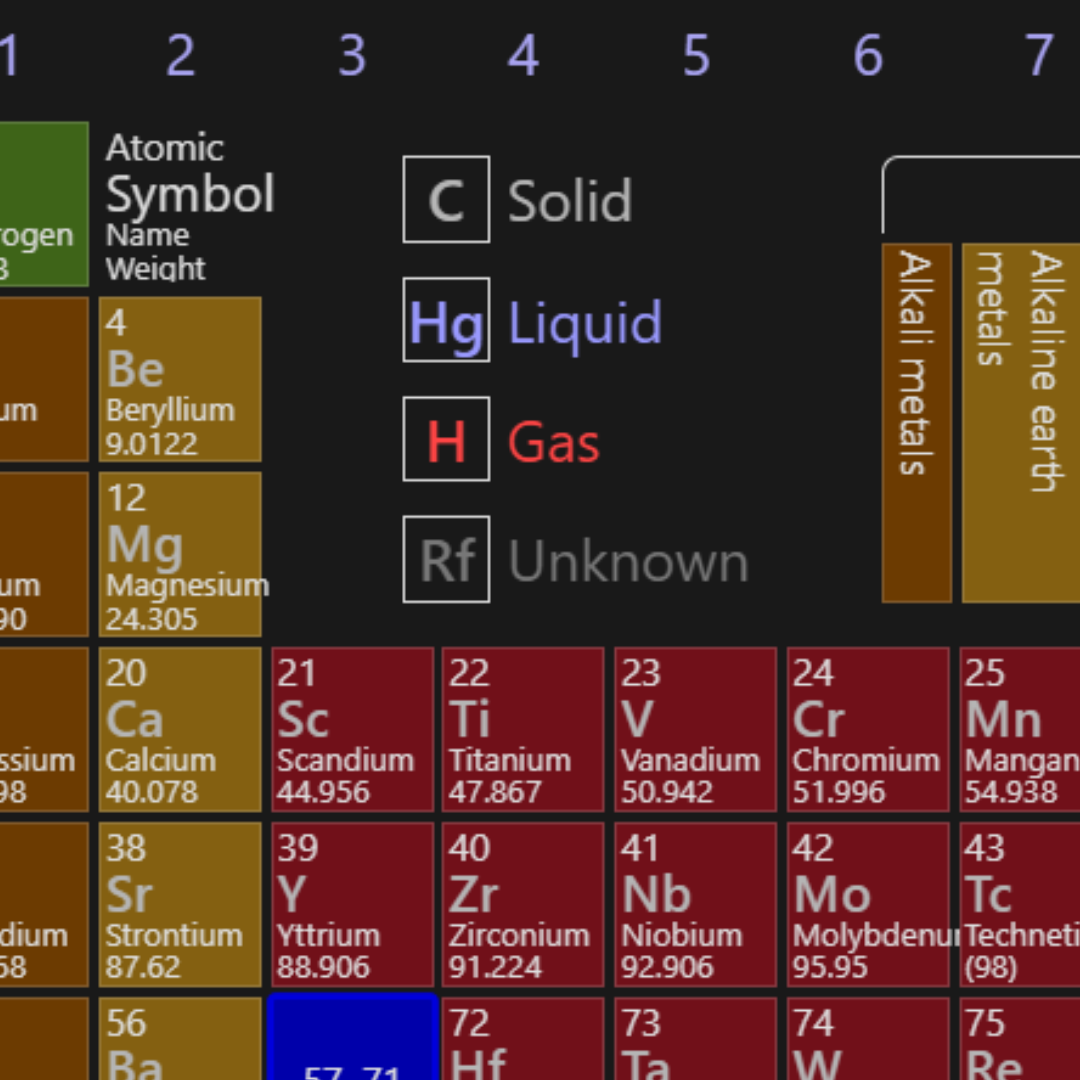 1 2 3 4 5 6 7
Atomic
Symbol
Name
Weight
rogen
3
C Solid
Hg Liquid
H Gas
Rf Unknown
Alkali metals
Alkaline earth
metals
4
Be
Beryllium
9.0122
um
12
Mg
Magnesium
24.305
um
90
ssium
98
20
Ca
Calcium
40.078
21
Sc
Scandium
44.956
22
Ti
Titanium
47.867
23
V
Vanadium
50.942
24
Cr
Chromium
51.996
25
Mn
Mangan
54.938
dium
68
38
Sr
Strontium
87.62
39
Y
Yttrium
88.906
40
Zr
Zirconium
91.224
41
Nb
Niobium
92.906
42
Mo
Molybdenu
95.95
43
Tc
Techneti
(98)
56
Ba
57–71
72
Hf
73
Ta
74
W
75
Re